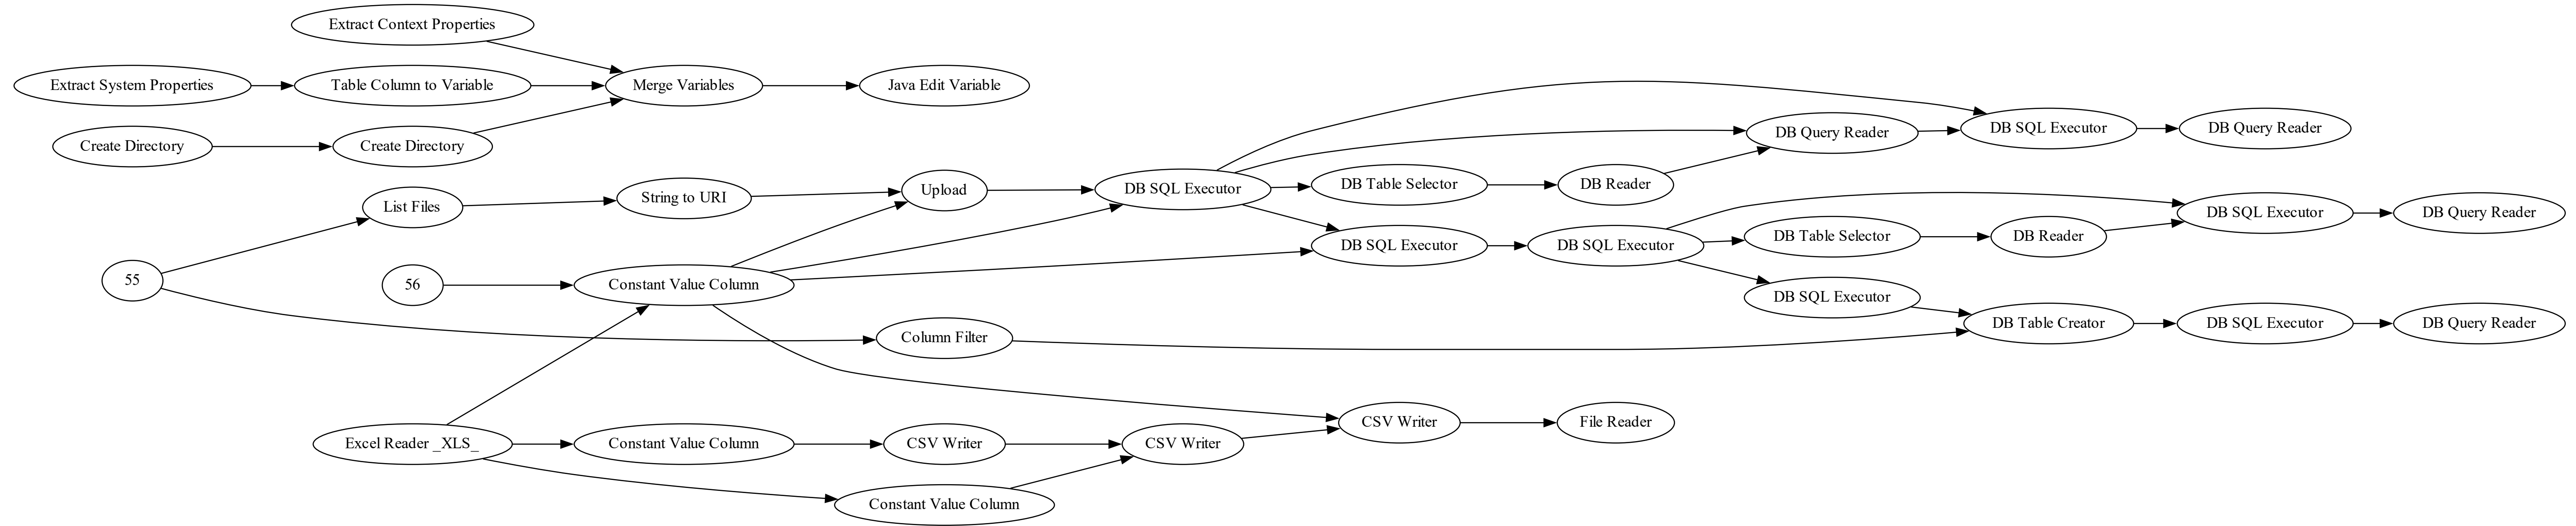 Extract Context Properties
Extract System Properties
Table Column to Variable
Merge Variables
Java Edit Variable
Create Directory
Create Directory
DB SQL Executor
DB Query Reader
DB Query Reader
List Files
String to URI
Upload
DB SQL Executor
DB Table Selector
DB Reader
DB SQL Executor
DB Query Reader
DB SQL Executor
DB SQL Executor
DB Table Selector
DB Reader
55
56
Constant Value Column
DB SQL Executor
Column Filter
DB Table Creator
DB SQL Executor
DB Query Reader
Excel Reader _XLS_
Constant Value Column
CSV Writer
CSV Writer
CSV Writer
File Reader
Constant Value Column